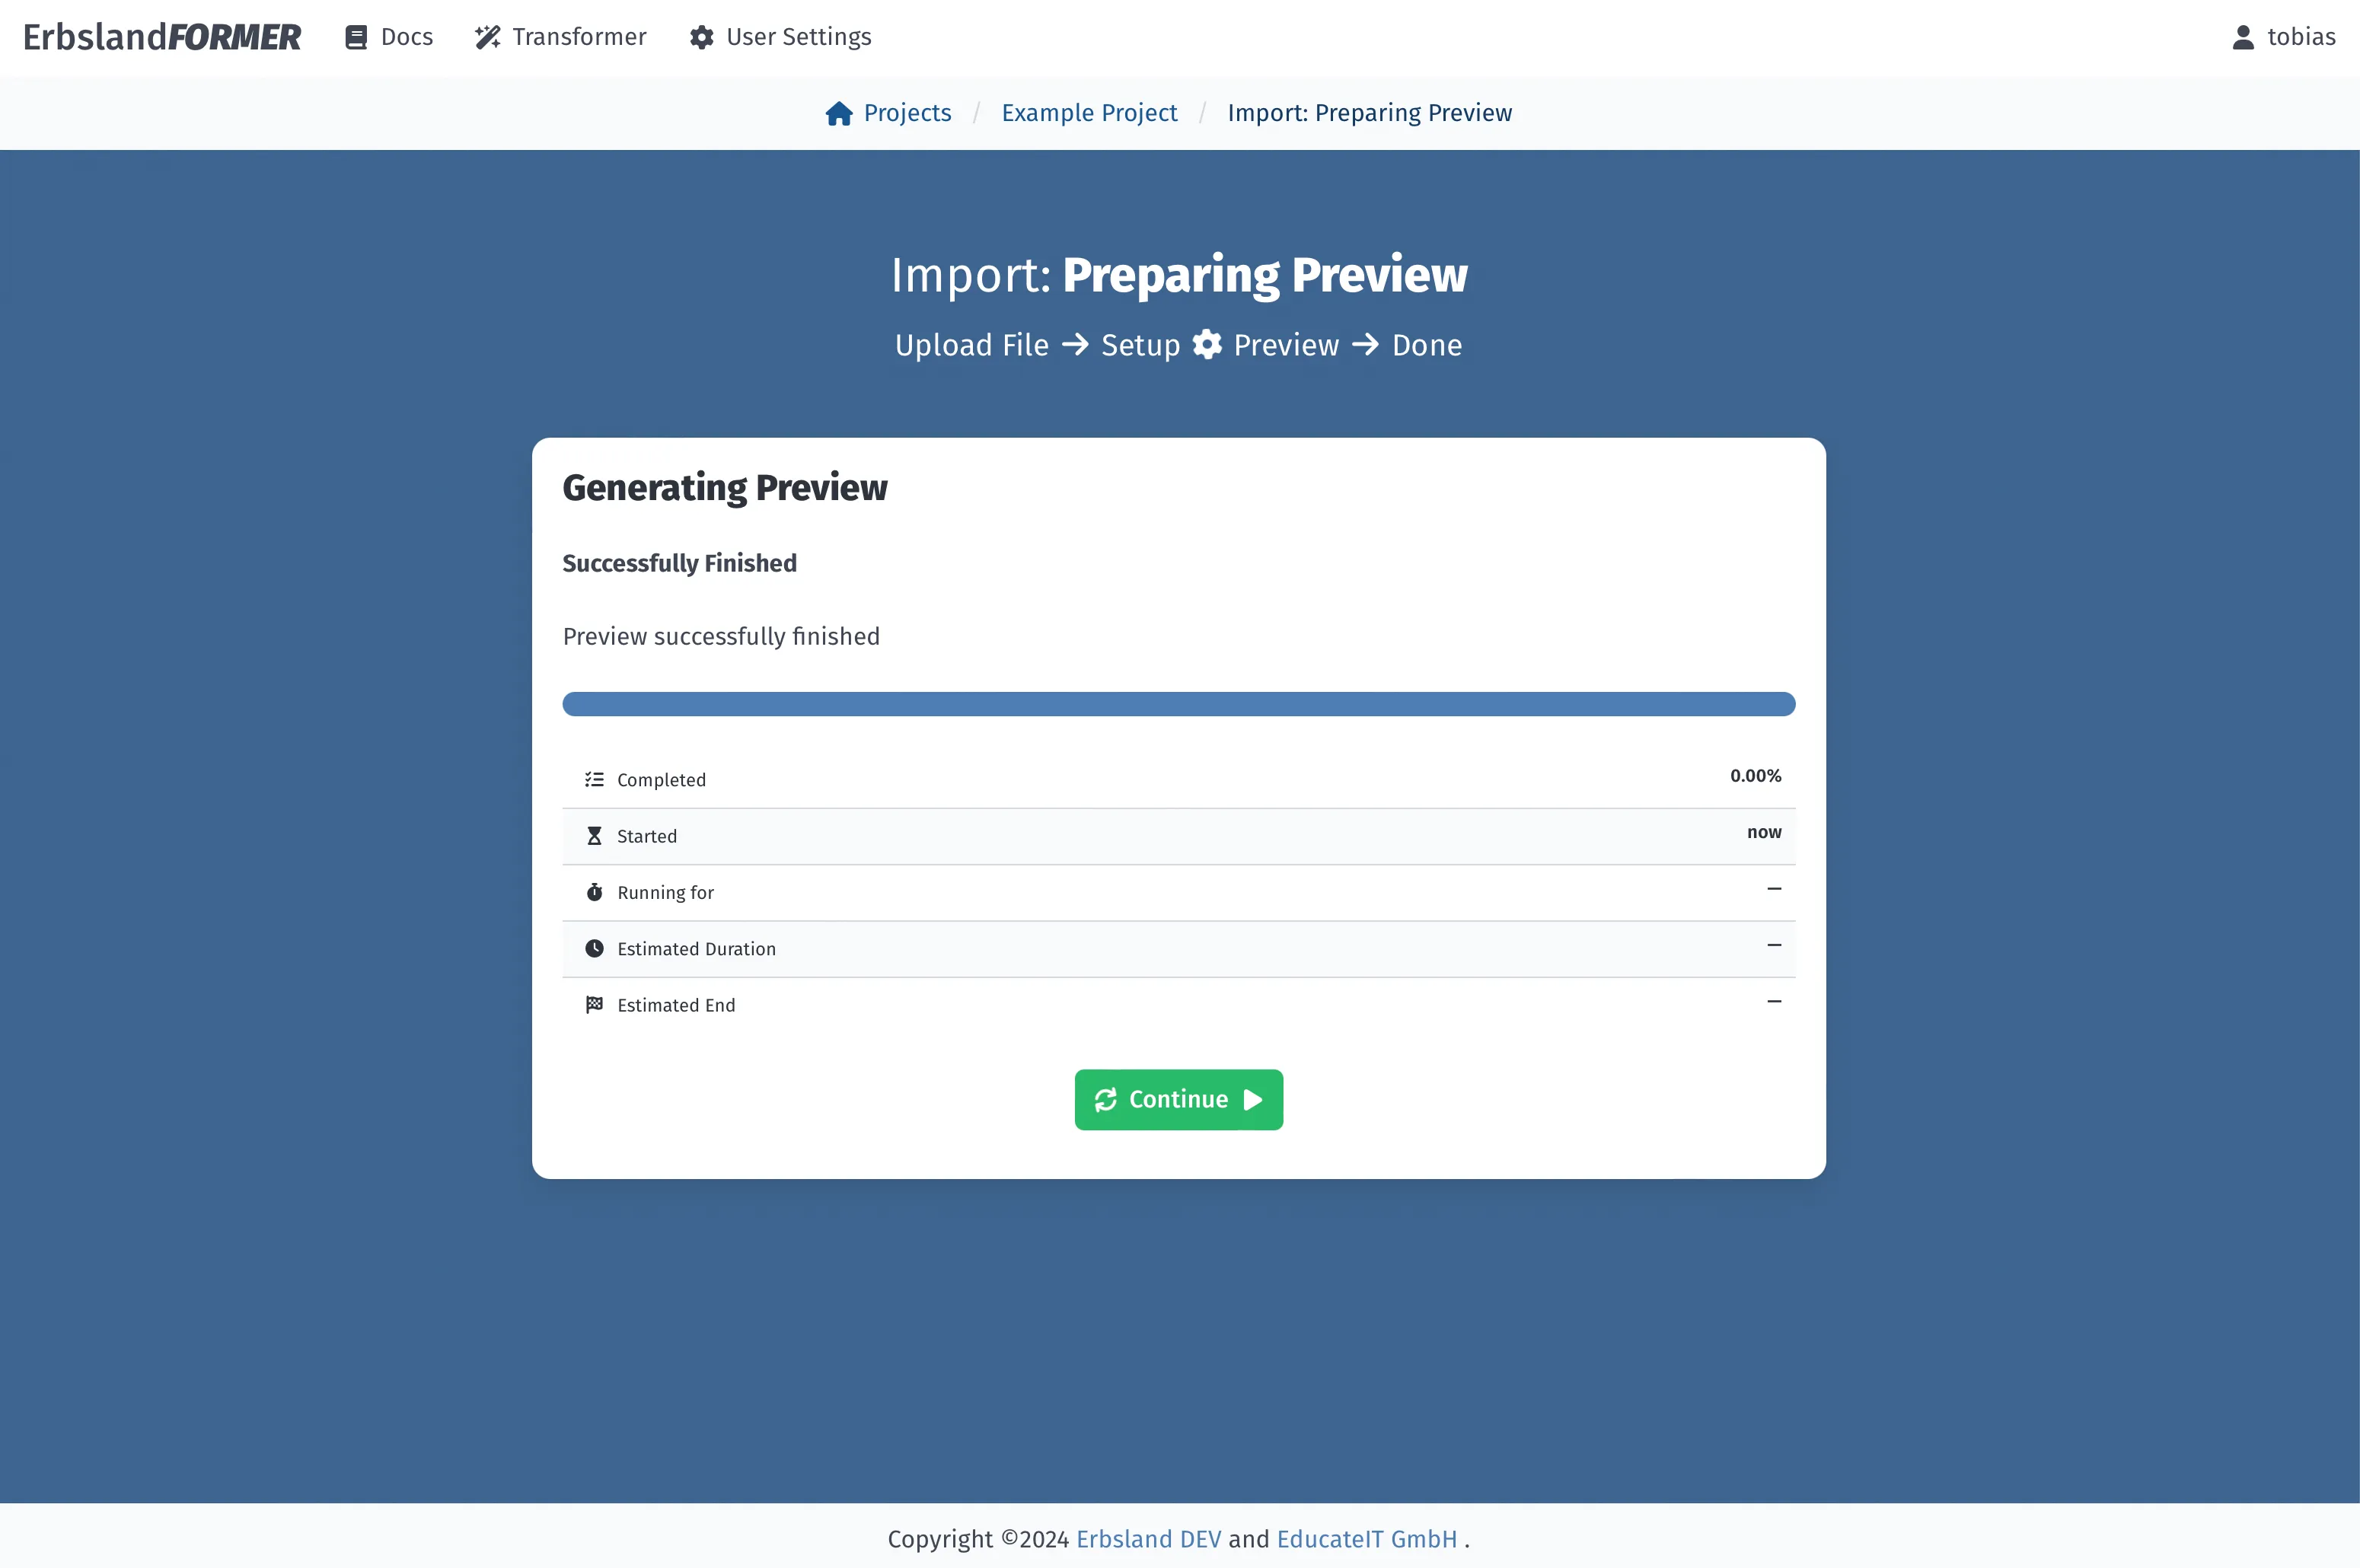 ErbslandFORMER Docs Transformer User Settings tobias
Projects / Example Project / Import: Preparing Preview
Import: Preparing Preview
Upload File → Setup Preview → Done
Generating Preview
Successfully Finished
Preview successfully finished
Completed 0.00%
Started now
Running for –
Estimated Duration –
Estimated End –
Continue
Copyright ©2024 Erbsland DEV and EducateIT GmbH .